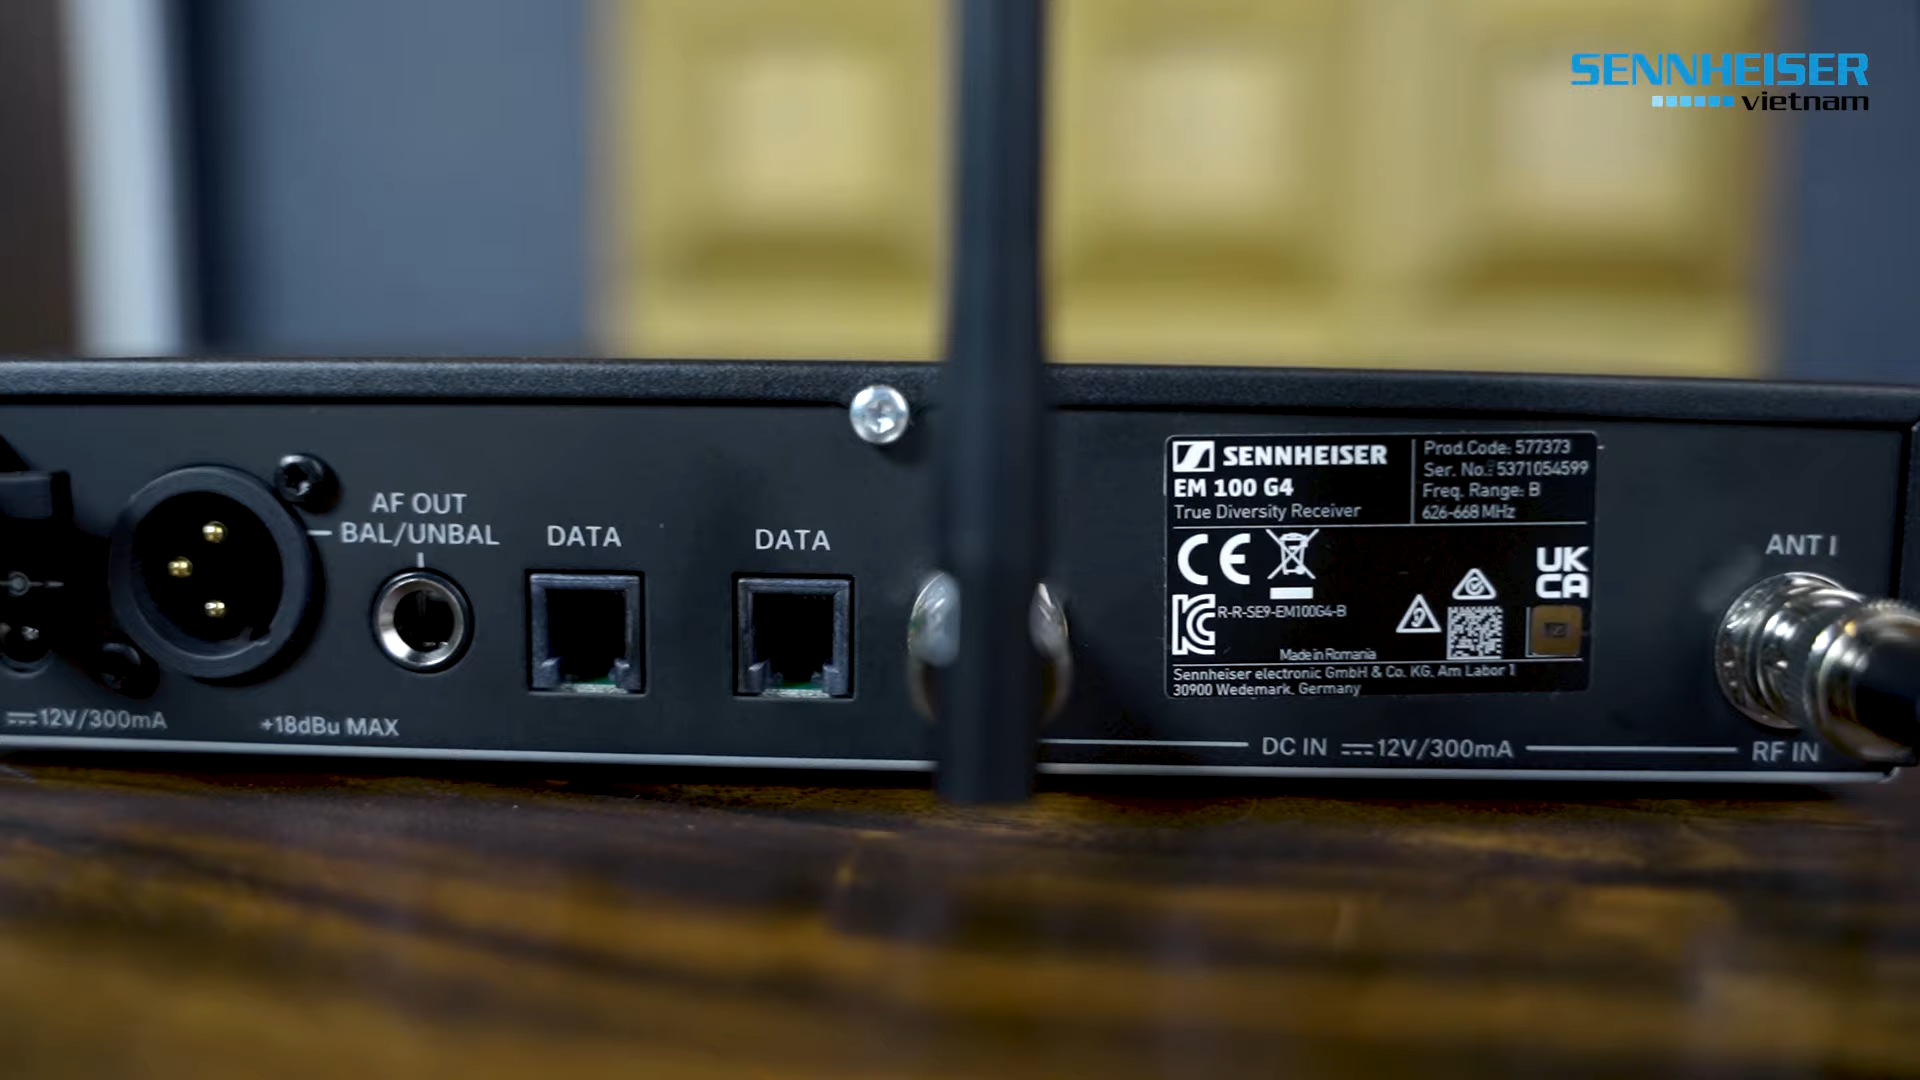 SENNHEISER
vietnam
AF OUT
BAL/UNBAL
DATA
DATA
12V/300mA
+18dBu MAX
SENNHEISER
EM 100 G4
True Diversity Receiver
Prod.Code: 577373
Ser. No.: 5371054599
Freq. Range: B
626-668 MHz
CE
UK
CA
R-R-SE9-EM100G4-B
Made in Romania
Sennheiser electronic GmbH & Co. KG, Am Labor 1
30900 Wedemark, Germany
ANT I
DC IN 12V/300mA
RF IN